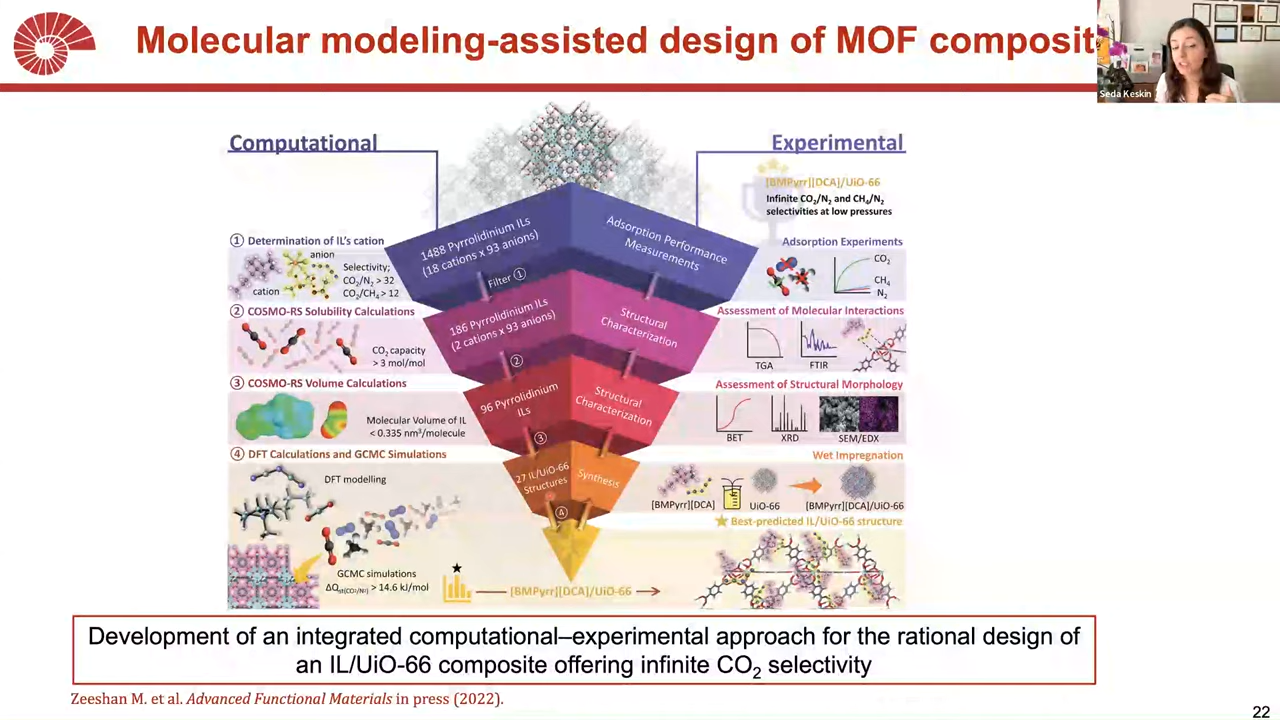 Molecular modeling-assisted design of MOF composit
Seda Keskin
Computational
Experimental
[BMPyrr][DCA]/UiO-66
Infinite CO₂/N₂ and CH₄/N₂
selectivities at low pressures
1488 Pyrrolidinium ILs
(18 cations x 93 anions)
Adsorption Performance
Measurements
① Determination of IL's cation
anion
cation
Selectivity;
CO₂/N₂ > 32
CO₂/CH₄ > 12
Filter ①
Adsorption Experiments
CO₂
CH₄
N₂
② COSMO-RS Solubility Calculations
CO₂ capacity
> 3 mol/mol
186 Pyrrolidinium ILs
(2 cations x 93 anions)
②
Structural
Characterization
Assessment of Molecular Interactions
TGA
FTIR
③ COSMO-RS Volume Calculations
Molecular Volume of IL
< 0.335 nm³/molecule
96 Pyrrolidinium
ILs
③
Structural
Characterization
Assessment of Structural Morphology
BET
XRD
SEM/EDX
④ DFT Calculations and GCMC Simulations
DFT modelling
27 IL/UiO-66
Structures
④
Synthesis
Wet Impregnation
[BMPyrr][DCA]
UiO-66
[BMPyrr][DCA]/UiO-66
★ Best-predicted IL/UiO-66 structure
GCMC simulations
ΔQst(CO₂/N₂) > 14.6 kJ/mol
[BMPyrr][DCA]/UiO-66
Development of an integrated computational–experimental approach for the rational design of
an IL/UiO-66 composite offering infinite CO₂ selectivity
Zeeshan M. et al. Advanced Functional Materials in press (2022).
22